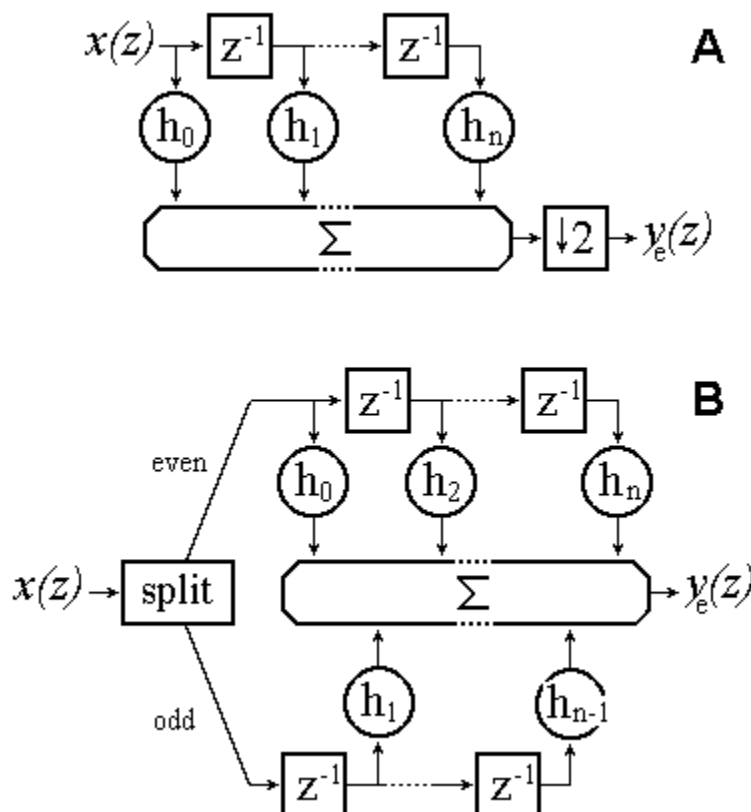 x(z) z⁻¹ z⁻¹ A
h₀ h₁ hₙ
Σ ↓2 yₑ(z)
z⁻¹ z⁻¹ B
even
h₀ h₂ hₙ
x(z) split Σ yₑ(z)
odd
h₁ hₙ₋₁
z⁻¹ z⁻¹